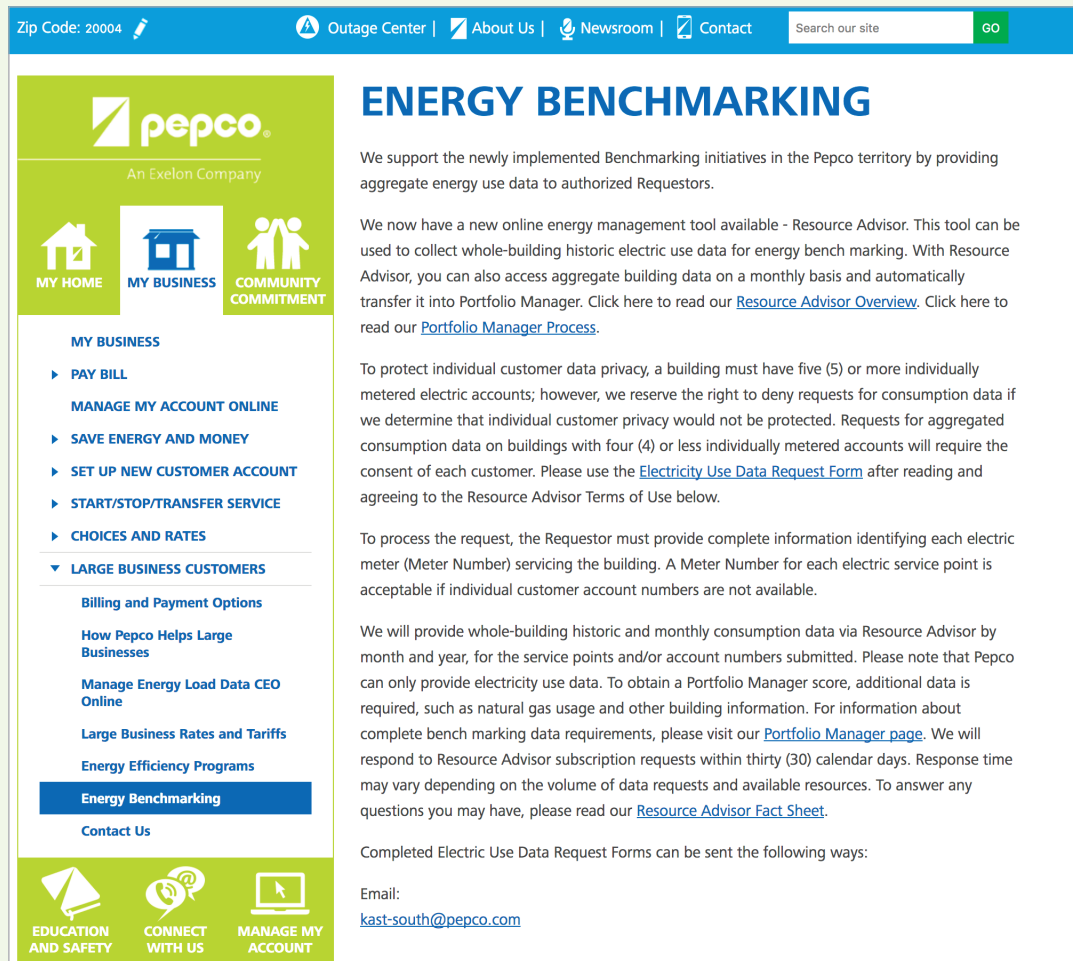 Zip Code: 20004
Outage Center | About Us | Newsroom | Contact
Search our site
GO
pepco®
An Exelon Company
MY HOME
MY BUSINESS
COMMUNITY
COMMITMENT
MY BUSINESS
PAY BILL
MANAGE MY ACCOUNT ONLINE
SAVE ENERGY AND MONEY
SET UP NEW CUSTOMER ACCOUNT
START/STOP/TRANSFER SERVICE
CHOICES AND RATES
LARGE BUSINESS CUSTOMERS
Billing and Payment Options
How Pepco Helps Large
Businesses
Manage Energy Load Data CEO
Online
Large Business Rates and Tariffs
Energy Efficiency Programs
Energy Benchmarking
Contact Us
EDUCATION
AND SAFETY
CONNECT
WITH US
MANAGE MY
ACCOUNT
ENERGY BENCHMARKING
We support the newly implemented Benchmarking initiatives in the Pepco territory by providing
aggregate energy use data to authorized Requestors.
We now have a new online energy management tool available - Resource Advisor. This tool can be
used to collect whole-building historic electric use data for energy bench marking. With Resource
Advisor, you can also access aggregate building data on a monthly basis and automatically
transfer it into Portfolio Manager. Click here to read our Resource Advisor Overview. Click here to
read our Portfolio Manager Process.
To protect individual customer data privacy, a building must have five (5) or more individually
metered electric accounts; however, we reserve the right to deny requests for consumption data if
we determine that individual customer privacy would not be protected. Requests for aggregated
consumption data on buildings with four (4) or less individually metered accounts will require the
consent of each customer. Please use the Electricity Use Data Request Form after reading and
agreeing to the Resource Advisor Terms of Use below.
To process the request, the Requestor must provide complete information identifying each electric
meter (Meter Number) servicing the building. A Meter Number for each electric service point is
acceptable if individual customer account numbers are not available.
We will provide whole-building historic and monthly consumption data via Resource Advisor by
month and year, for the service points and/or account numbers submitted. Please note that Pepco
can only provide electricity use data. To obtain a Portfolio Manager score, additional data is
required, such as natural gas usage and other building information. For information about
complete bench marking data requirements, please visit our Portfolio Manager page. We will
respond to Resource Advisor subscription requests within thirty (30) calendar days. Response time
may vary depending on the volume of data requests and available resources. To answer any
questions you may have, please read our Resource Advisor Fact Sheet.
Completed Electric Use Data Request Forms can be sent the following ways:
Email:
kast-south@pepco.com